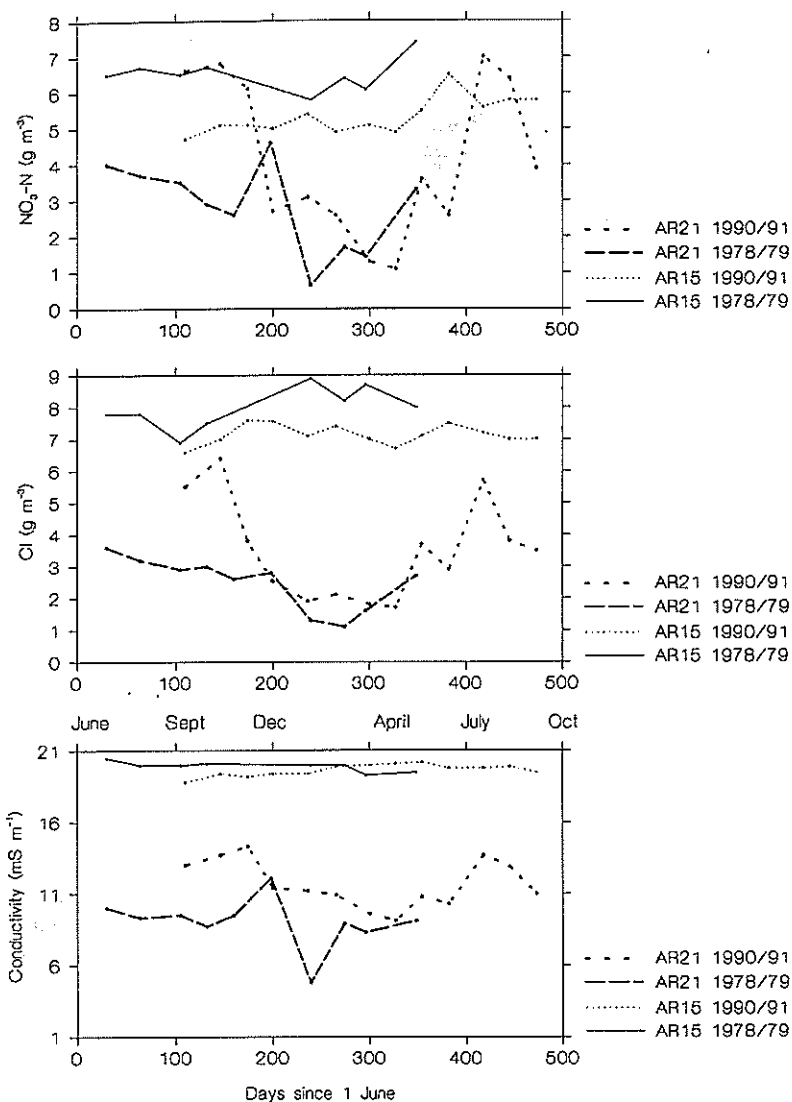 8
7
6
5
4
3
2
1
0
NO₃-N (g m⁻³)
0 100 200 300 400 500
AR21 1990/91
AR21 1978/79
AR15 1990/91
AR15 1978/79
9
8
7
6
5
4
3
2
1
0
Cl (g m⁻³)
0 100 200 300 400 500
AR21 1990/91
AR21 1978/79
AR15 1990/91
AR15 1978/79
June Sept Dec April July Oct
21
16
11
6
1
Conductivity (mS m⁻¹)
0 100 200 300 400 500
Days since 1 June
AR21 1990/91
AR21 1978/79
AR15 1990/91
AR15 1978/79